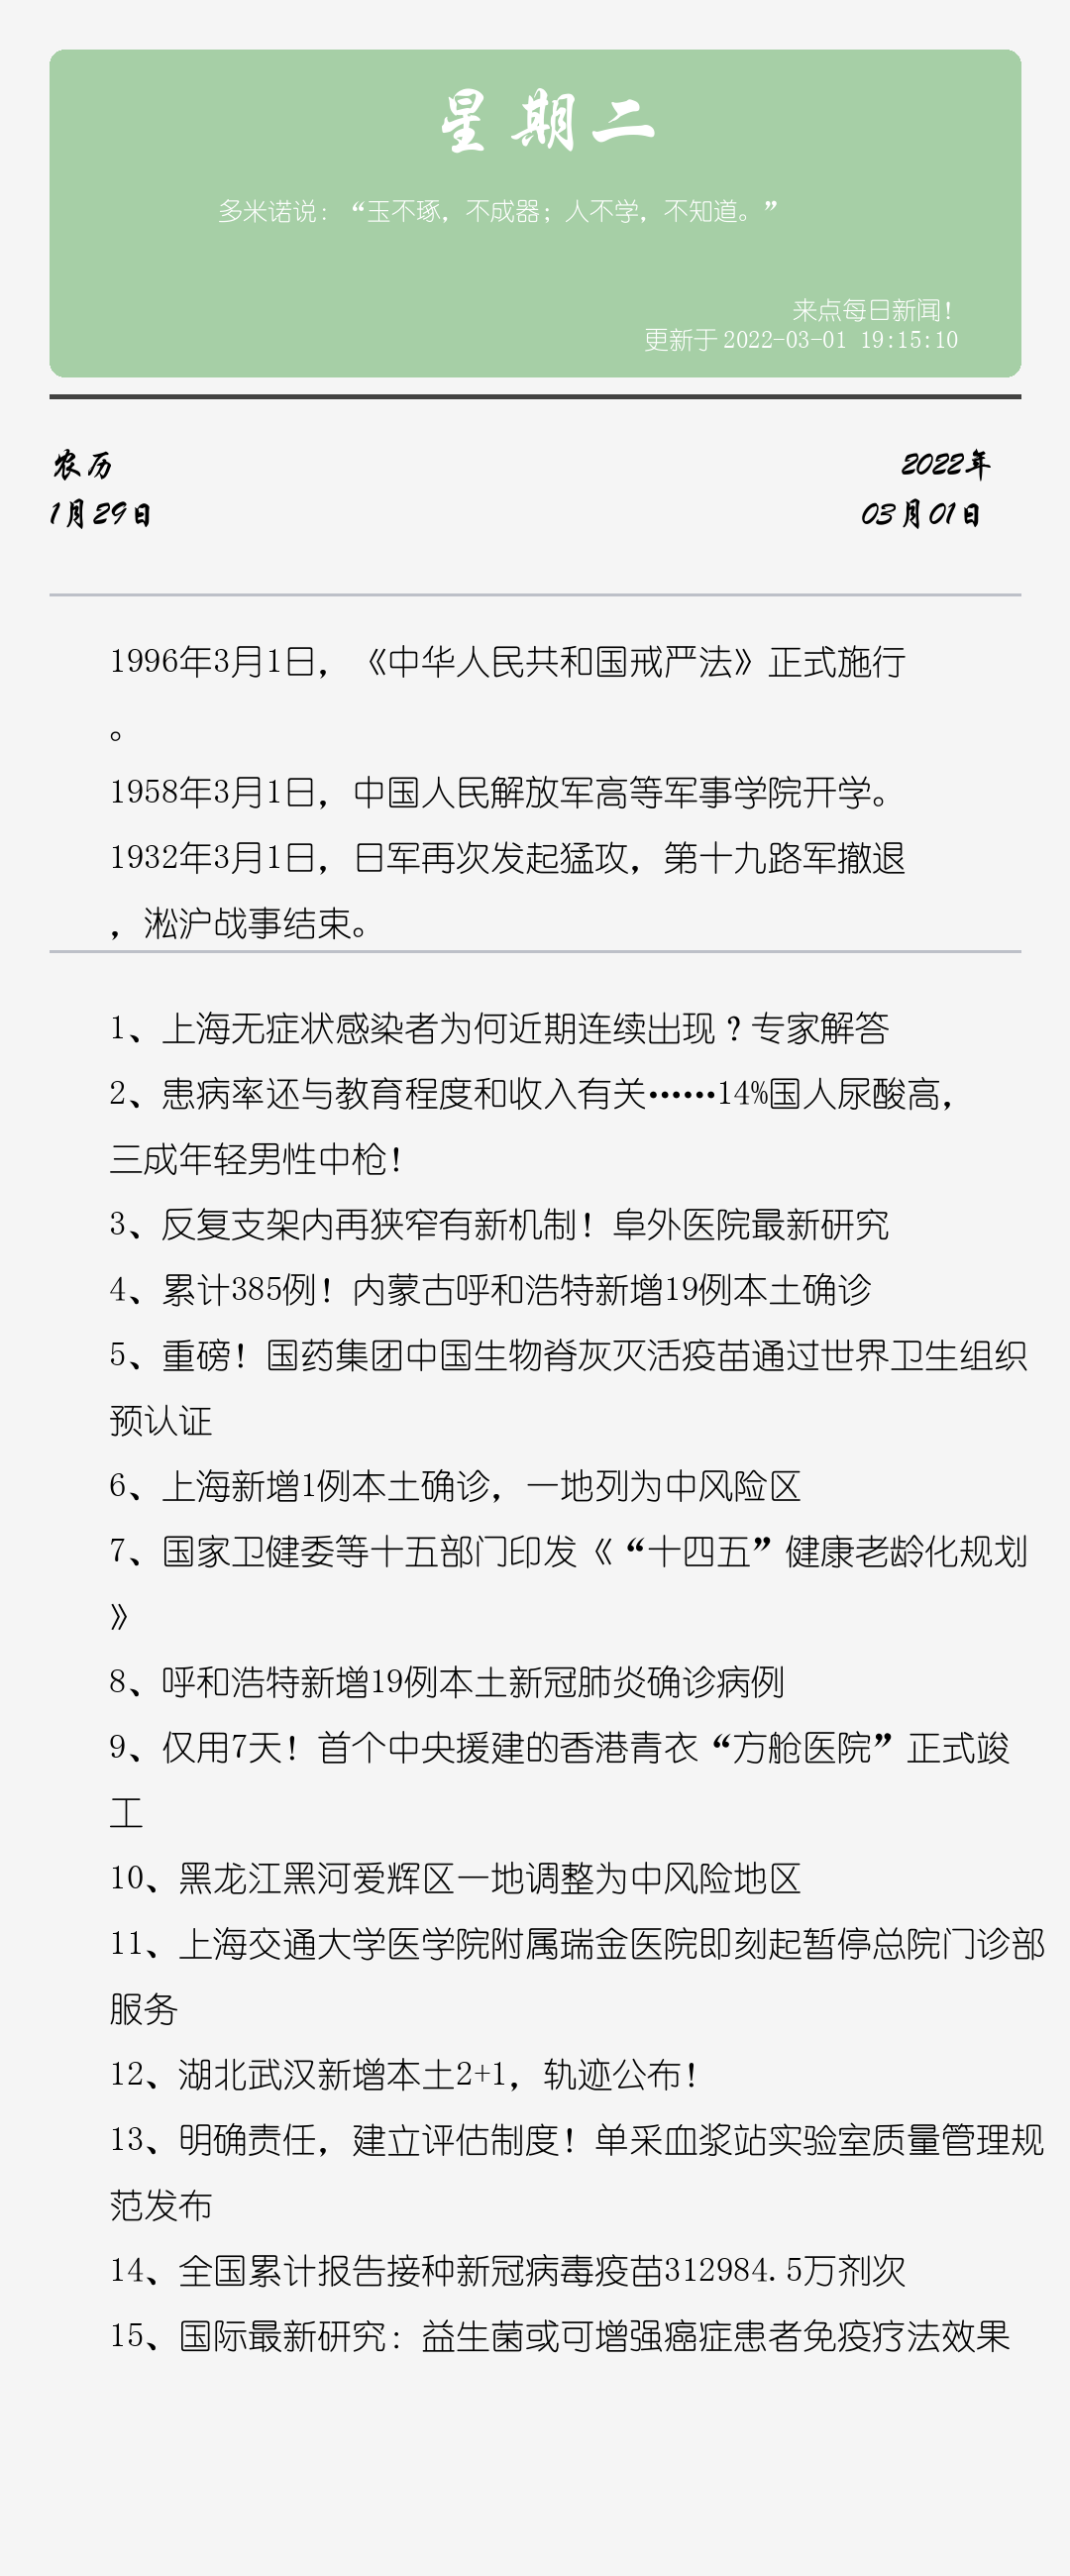 星期二
多米诺说：“玉不琢，不成器；人不学，不知道。”
来点每日新闻！
更新于 2022-03-01 19:15:10
农历
2022年
1月29日
03月01日
1996年3月1日，《中华人民共和国戒严法》正式施行
。
1958年3月1日，中国人民解放军高等军事学院开学。
1932年3月1日，日军再次发起猛攻，第十九路军撤退
，淞沪战事结束。
1、上海无症状感染者为何近期连续出现？专家解答
2、患病率还与教育程度和收入有关……14%国人尿酸高，
三成年轻男性中枪！
3、反复支架内再狭窄有新机制！阜外医院最新研究
4、累计385例！内蒙古呼和浩特新增19例本土确诊
5、重磅！国药集团中国生物脊灰灭活疫苗通过世界卫生组织
预认证
6、上海新增1例本土确诊，一地列为中风险区
7、国家卫健委等十五部门印发《“十四五”健康老龄化规划
》
8、呼和浩特新增19例本土新冠肺炎确诊病例
9、仅用7天！首个中央援建的香港青衣“方舱医院”正式竣
工
10、黑龙江黑河爱辉区一地调整为中风险地区
11、上海交通大学医学院附属瑞金医院即刻起暂停总院门诊部
服务
12、湖北武汉新增本土2+1，轨迹公布！
13、明确责任，建立评估制度！单采血浆站实验室质量管理规
范发布
14、全国累计报告接种新冠病毒疫苗312984.5万剂次
15、国际最新研究：益生菌或可增强癌症患者免疫疗法效果